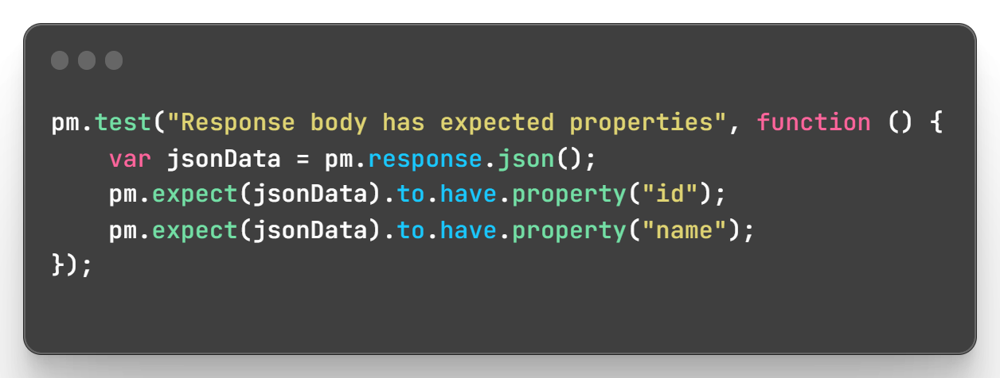 pm.test("Response body has expected properties", function () {
    var jsonData = pm.response.json();
    pm.expect(jsonData).to.have.property("id");
    pm.expect(jsonData).to.have.property("name");
});